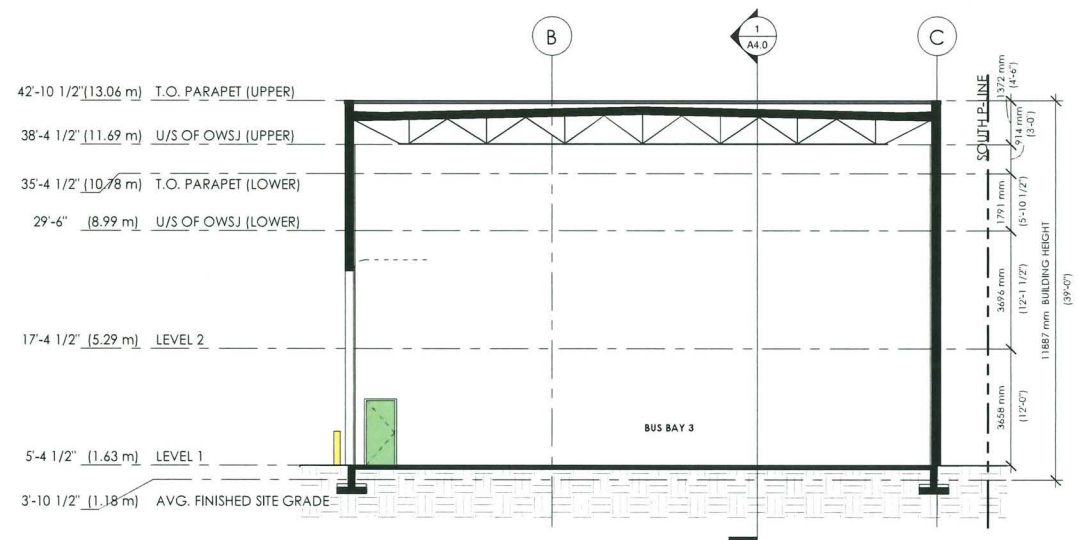 B
1
A4.0
C
42'-10 1/2" (13.06 m) T.O. PARAPET (UPPER)
38'-4 1/2" (11.69 m) U/S OF OWSJ (UPPER)
35'-4 1/2" (10.78 m) T.O. PARAPET (LOWER)
29'-6" (8.99 m) U/S OF OWSJ (LOWER)
17'-4 1/2" (5.29 m) LEVEL 2
5'-4 1/2" (1.63 m) LEVEL 1
3'-10 1/2" (1.18 m) AVG. FINISHED SITE GRADE
BUS BAY 3
SOUTH P-LINE
1372 mm
(4'-6")
914 mm
(3'-0")
1791 mm
(5'-10 1/2")
3696 mm
(12'-1 1/2")
3658 mm
(12'-0")
11887 mm BUILDING HEIGHT
(39'-0")